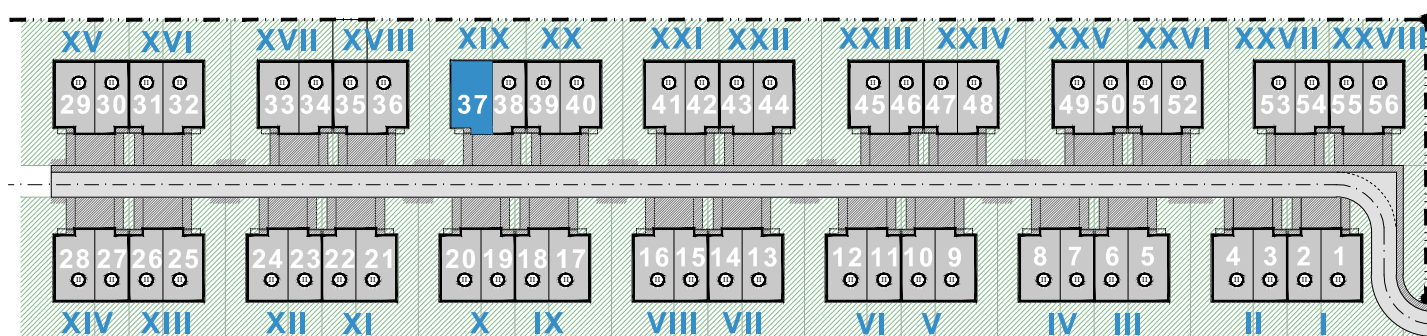 XV XVI XVII XVIII XIX XX XXI XXII XXIII XXIV XXV XXVI XXVII XXVIII
29 30 31 32 33 34 35 36 37 38 39 40 41 42 43 44 45 46 47 48 49 50 51 52 53 54 55 56
28 27 26 25 24 23 22 21 20 19 18 17 16 15 14 13 12 11 10 9 8 7 6 5 4 3 2 1
XIV XIII XII XI X IX VIII VII VI V IV III II I